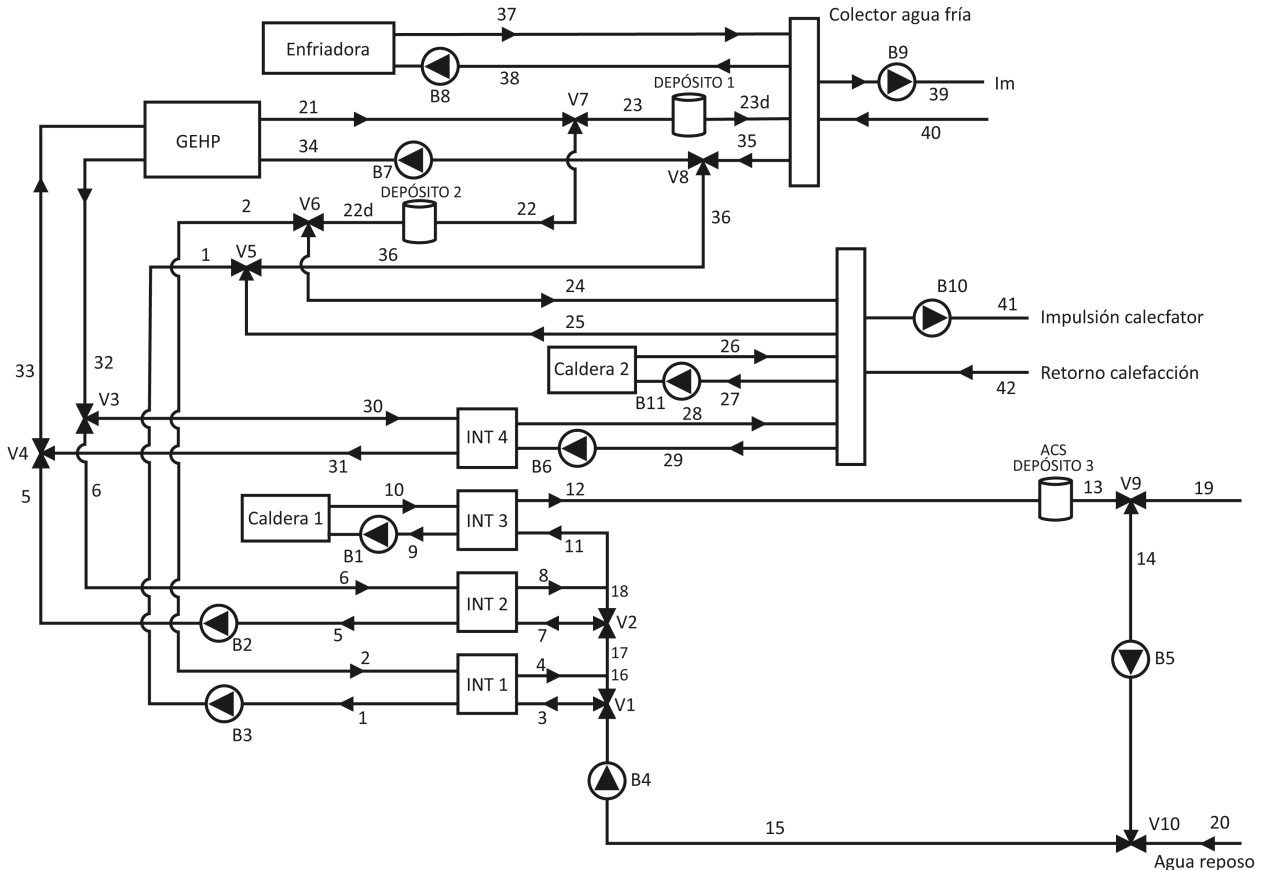 37
Colector agua fría
Enfriadora
B9
38
B8
DEPÓSITO 1
39
Im
V7
21
23
23d
GEHP
40
34
35
B7
V8
DEPÓSITO 2
2
V6
22d
22
36
1
V5
36
24
B10
41
Impulsión calecfator
25
26
Caldera 2
Retorno calefacción
33
32
B11
27
42
V3
30
28
INT 4
V4
31
B6
29
ACS
DEPÓSITO 3
5
6
10
12
13
V9
19
Caldera 1
INT 3
B1
9
11
14
6
8
18
INT 2
V2
B2
5
7
17
B5
2
4
16
INT 1
V1
B3
1
3
B4
15
V10
20
Agua reposo